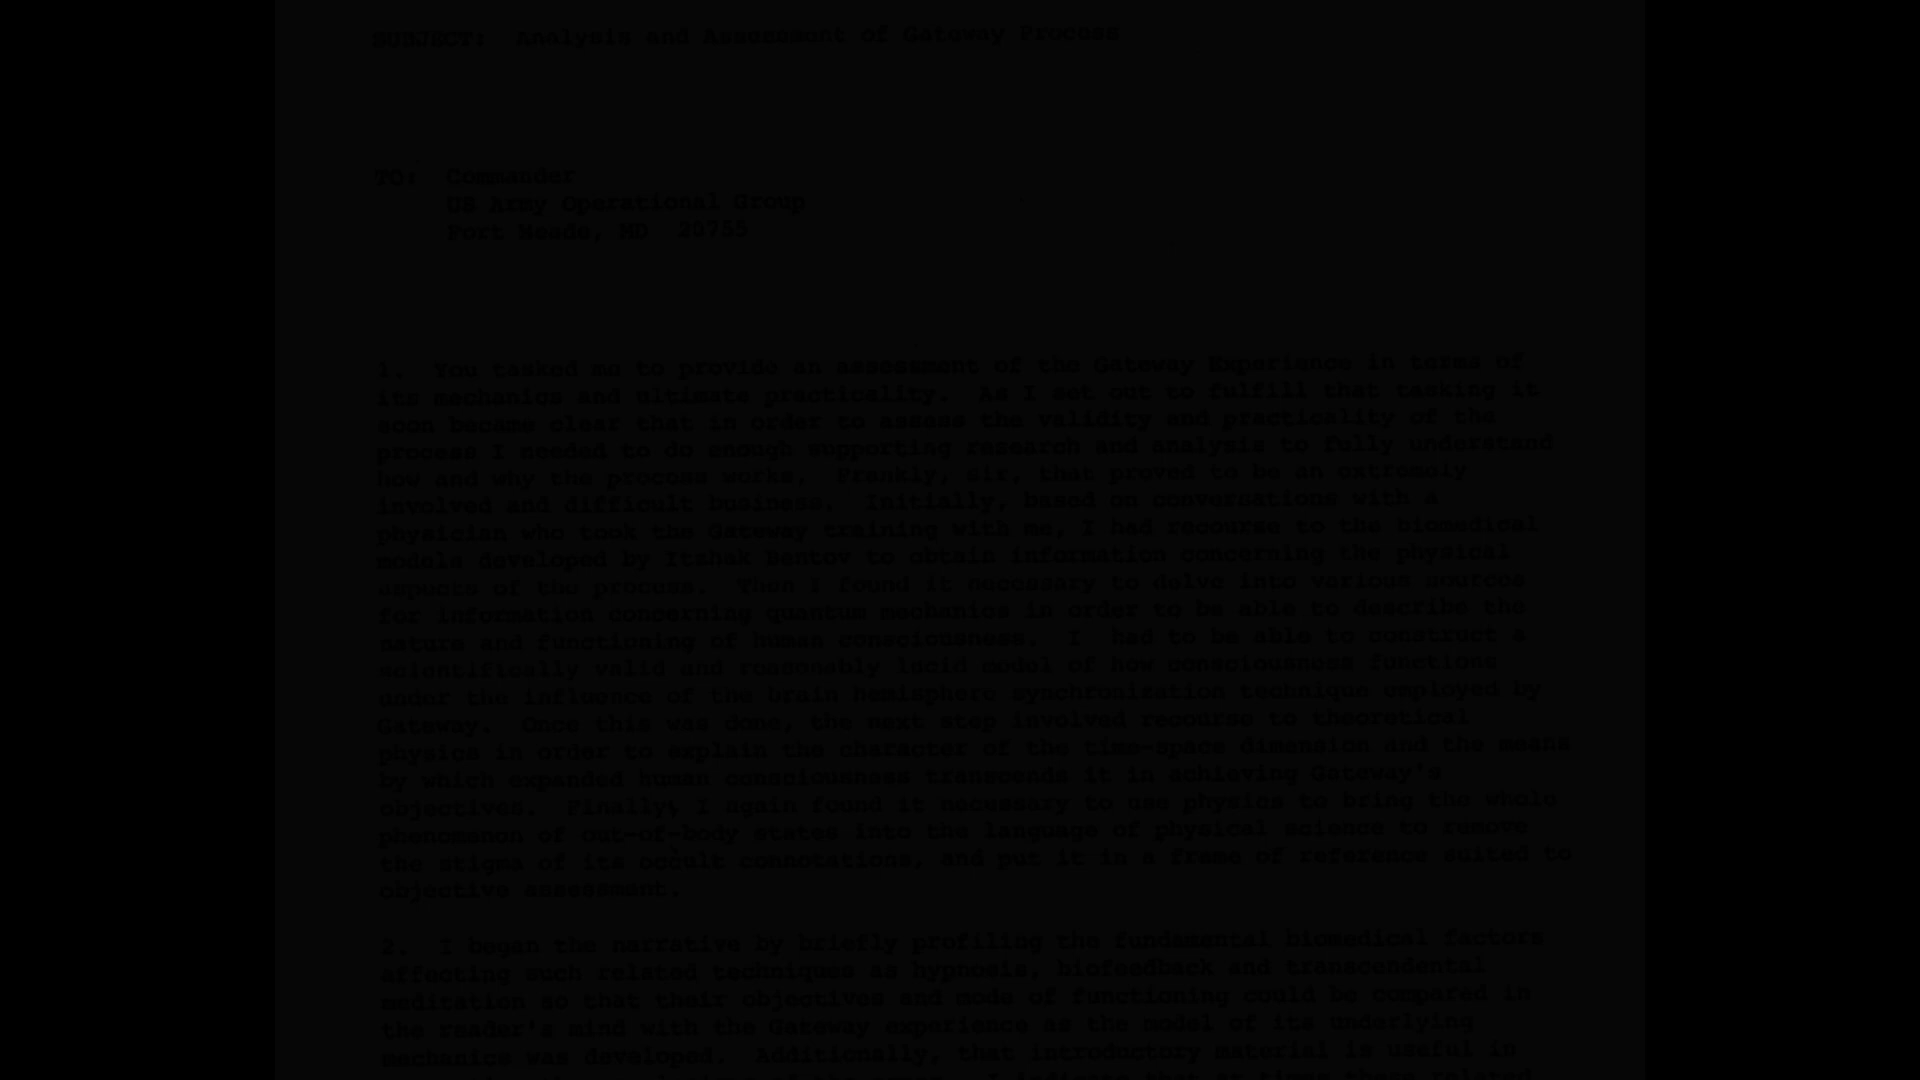 SUBJECT: Analysis and Assessment of Gateway Process
TO: Commander
US Army Operational Group
Fort Meade, MD 20755
1. You tasked me to provide an assessment of the Gateway Experience in terms of
its mechanics and ultimate practicality. As I set out to fulfill that tasking it
soon became clear that in order to assess the validity and practicality of the
process I needed to do enough supporting research and analysis to fully understand
how and why the process works. Frankly, sir, that proved to be an extremely
involved and difficult business. Initially, based on conversations with a
physician who took the Gateway training with me, I had recourse to the biomedical
models developed by Itzhak Bentov to obtain information concerning the physical
aspects of the process. Then I found it necessary to delve into various sources
for information concerning quantum mechanics in order to be able to describe the
nature and functioning of human consciousness. I had to be able to construct a
scientifically valid and reasonably lucid model of how consciousness functions
under the influence of the brain hemisphere synchronization technique employed by
Gateway. Once this was done, the next step involved recourse to theoretical
physics in order to explain the character of the time-space dimension and the means
by which expanded human consciousness transcends it in achieving Gateway's
objectives. Finally, I again found it necessary to use physics to bring the whole
phenomenon of out-of-body states into the language of physical science to remove
the stigma of its occult connotations, and put it in a frame of reference suited to
objective assessment.
2. I began the narrative by briefly profiling the fundamental biomedical factors
affecting such related techniques as hypnosis, biofeedback and transcendental
meditation so that their objectives and mode of functioning could be compared in
the reader's mind with the Gateway experience as the model of its underlying
mechanics was developed. Additionally, that introductory material is useful in